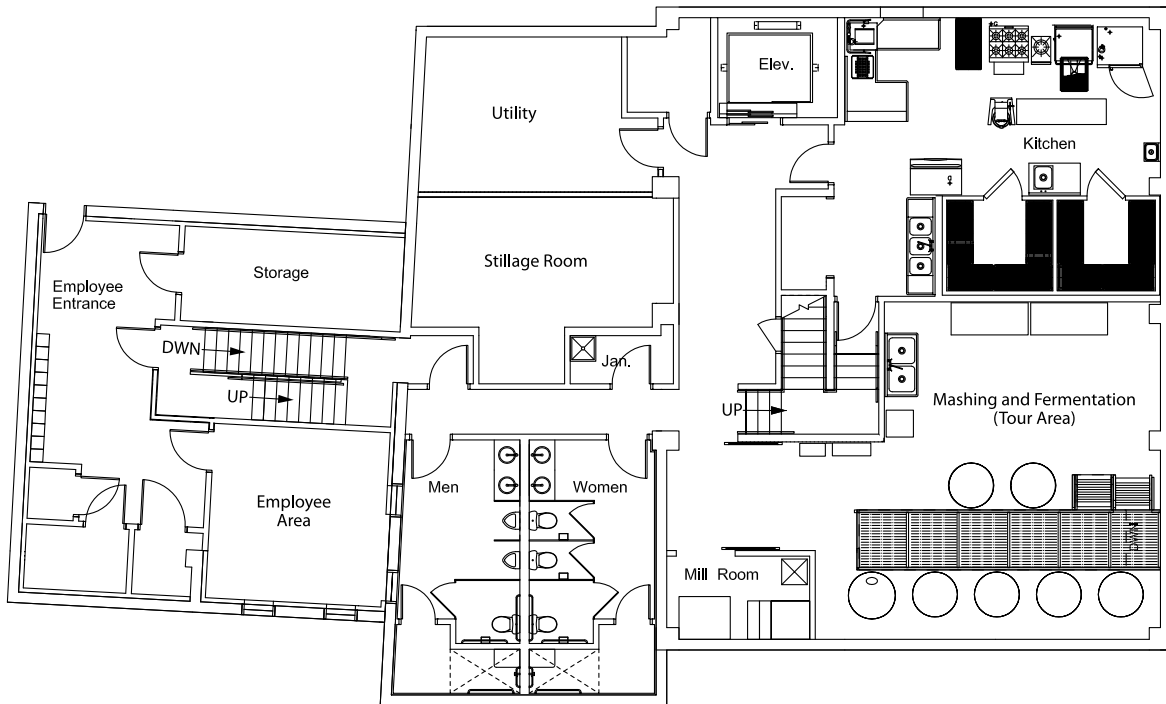 Elev.
Utility
Kitchen
Stillage Room
Storage
Employee
Entrance
DWN
Jan.
UP
UP
Mashing and Fermentation
(Tour Area)
Men
Women
Employee
Area
DWN
Mill Room